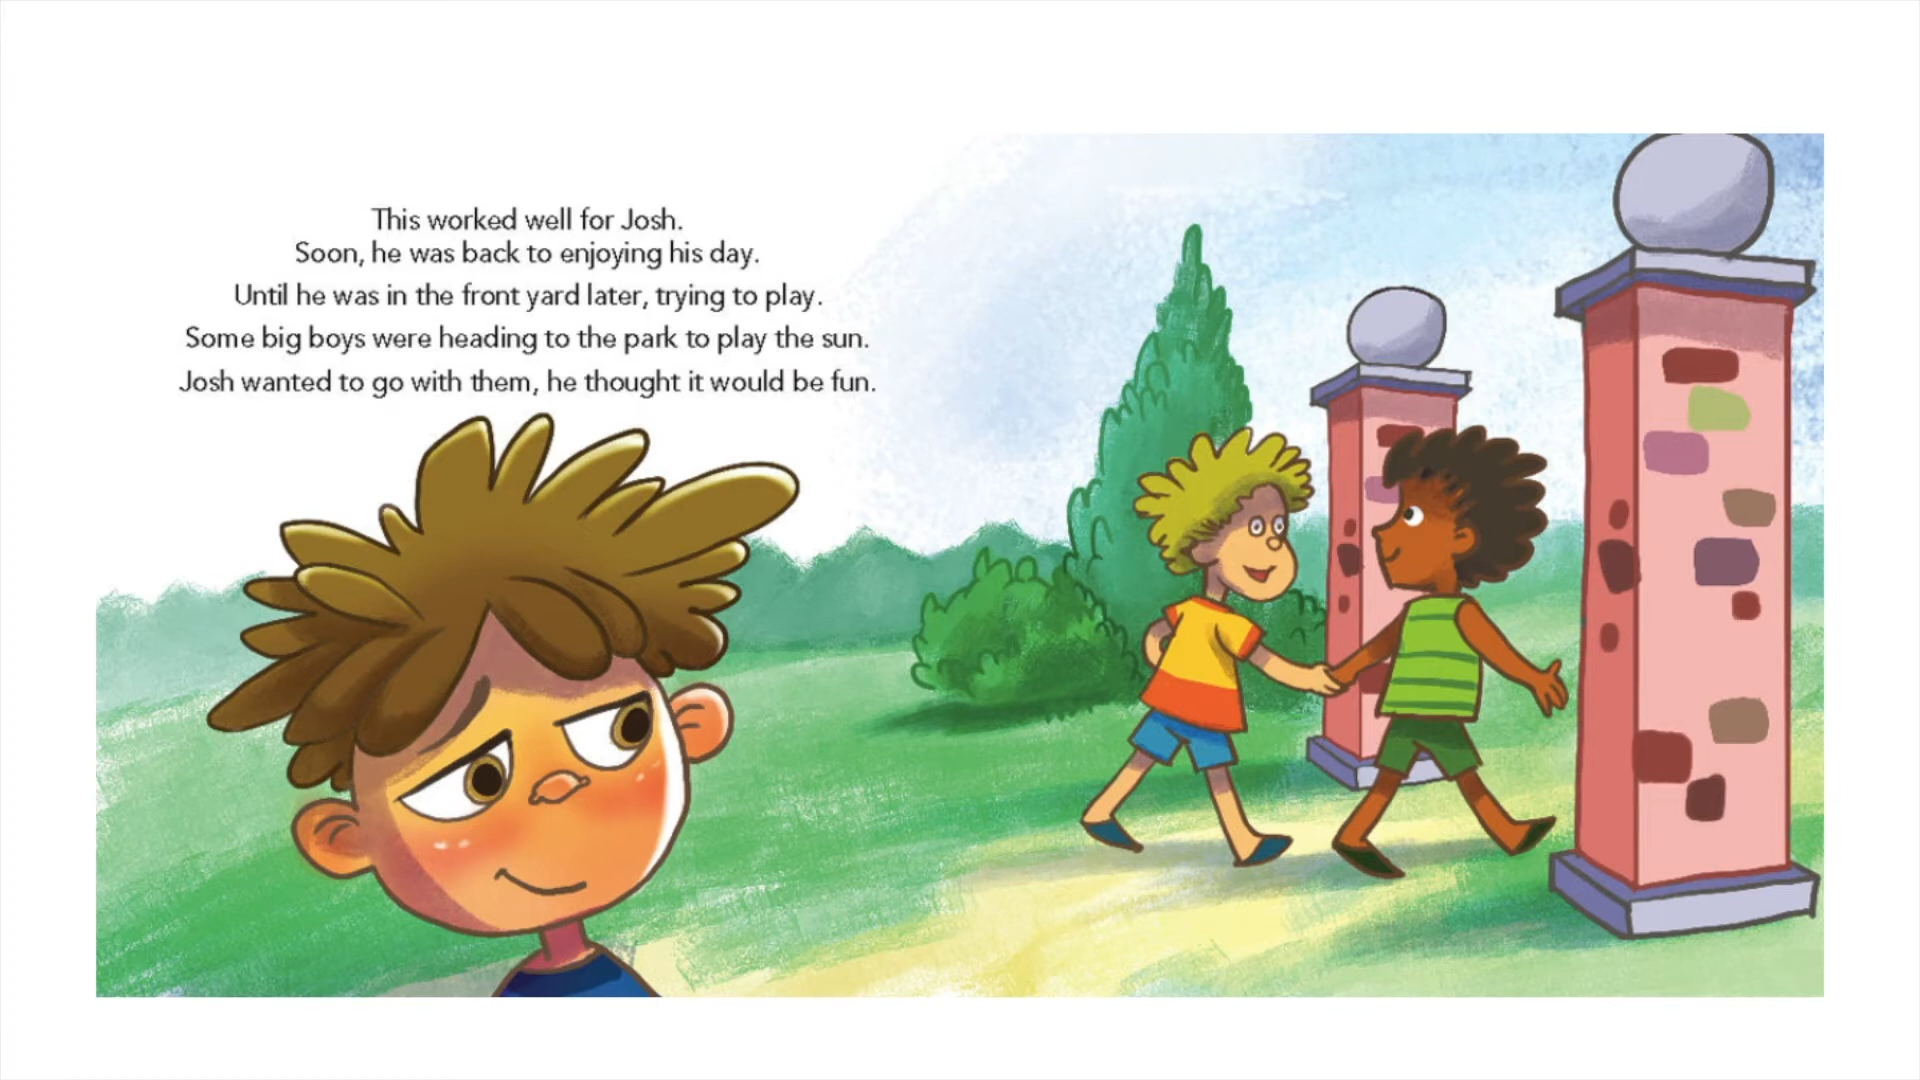 This worked well for Josh.
Soon, he was back to enjoying his day.
Until he was in the front yard later, trying to play.
Some big boys were heading to the park to play the sun.
Josh wanted to go with them, he thought it would be fun.